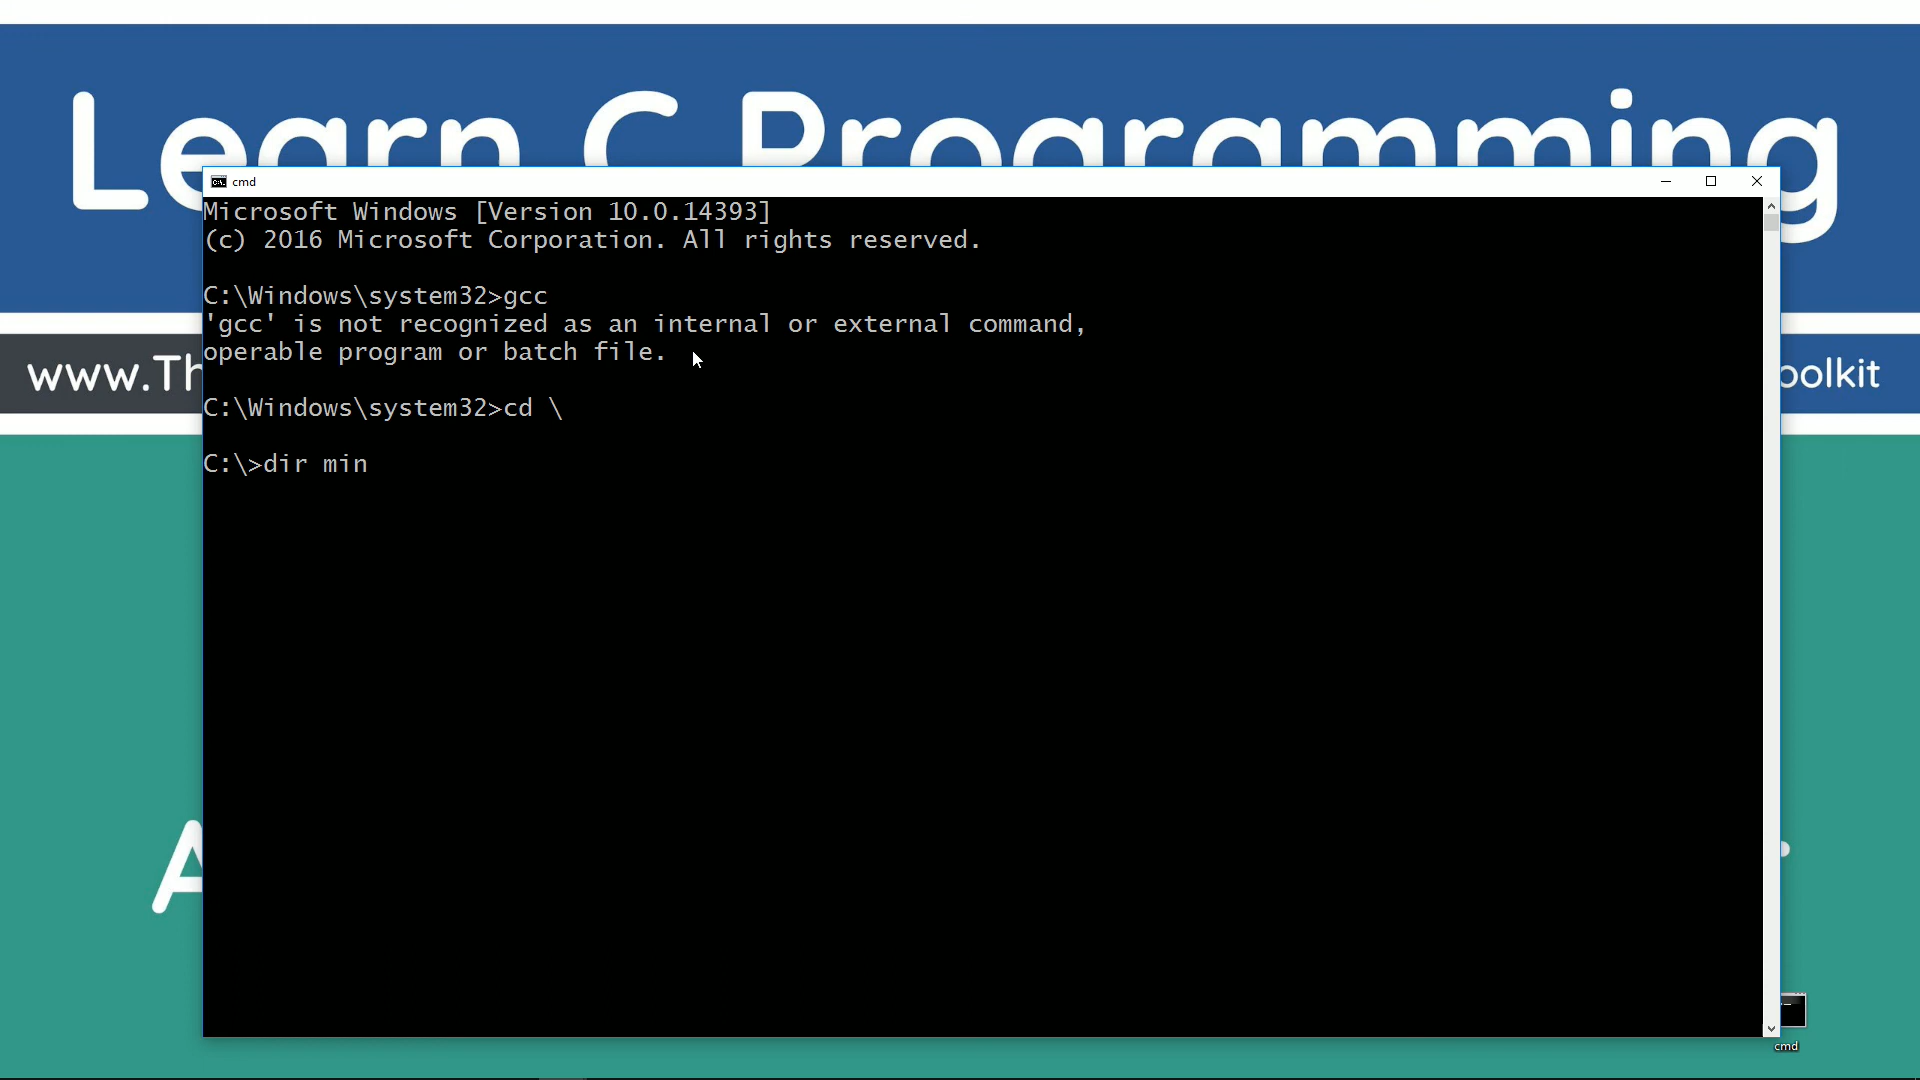 Learn C Programming
cmd
Microsoft Windows [Version 10.0.14393]
(c) 2016 Microsoft Corporation. All rights reserved.
C:\Windows\system32>gcc
'gcc' is not recognized as an internal or external command,
operable program or batch file.
www.Th
oolkit
C:\Windows\system32>cd \
C:\>dir min
A
cmd